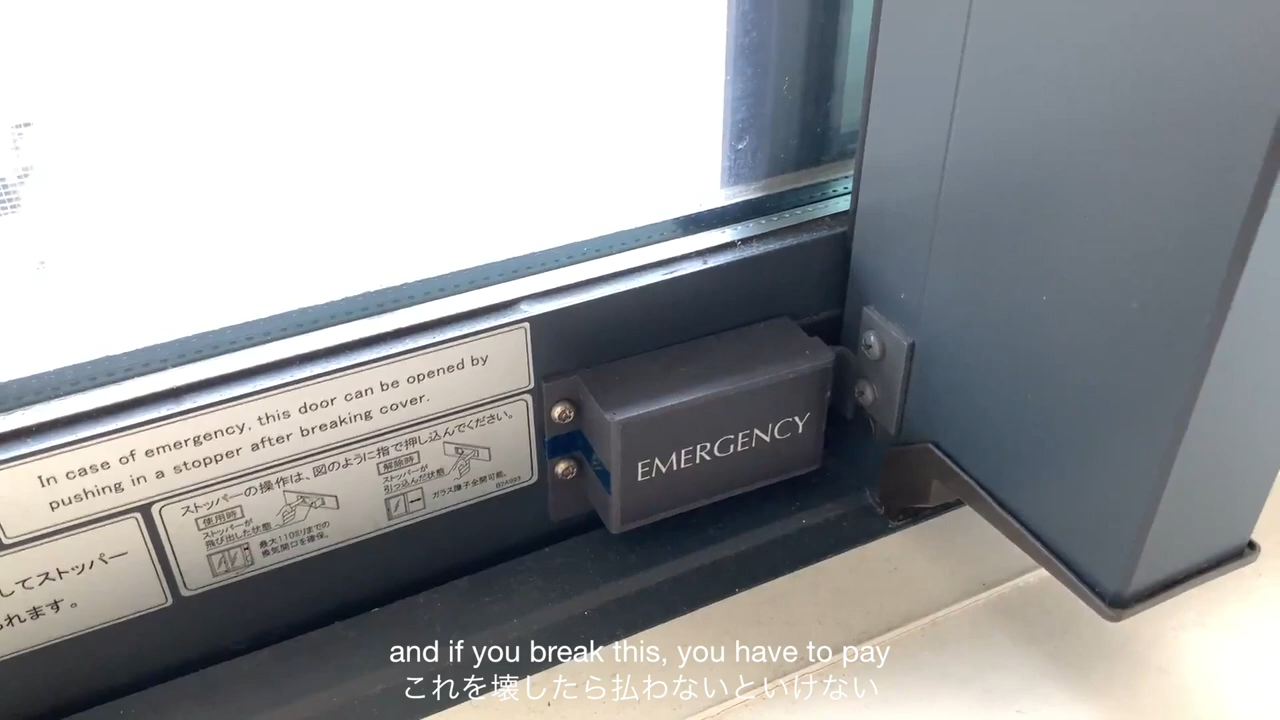 In case of emergency, this door can be opened by
pushing in a stopper after breaking cover.
ストッパーの操作は、図のように指で押し込んでください。
使用時
ストッパーが
飛び出した状態
最大110ミリまでの
換気開口を確保。
解除時
ストッパーが
引っ込んだ状態
ガラス障子全開可能。
してストッパー
れます。
EMERGENCY
and if you break this, you have to pay
これを壊したら払わないといけない